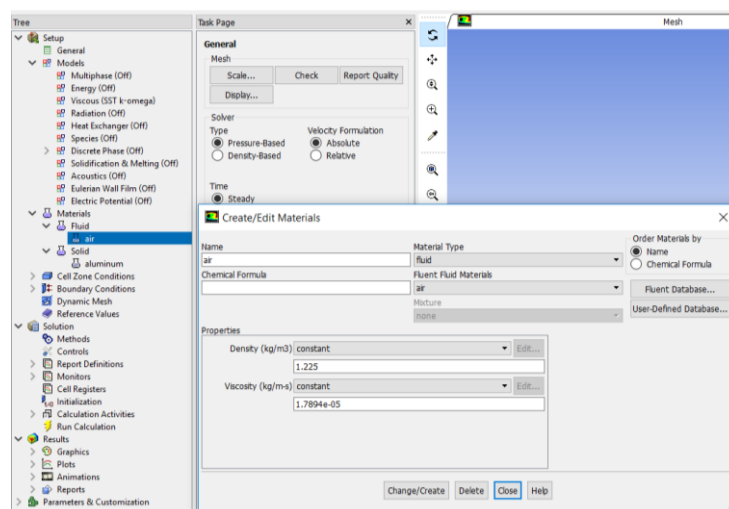 Tree
Setup
General
Models
Multiphase (Off)
Energy (Off)
Viscous (SST k-omega)
Radiation (Off)
Heat Exchanger (Off)
Species (Off)
Discrete Phase (Off)
Solidification & Melting (Off)
Acoustics (Off)
Eulerian Wall Film (Off)
Electric Potential (Off)
Materials
Fluid
air
Solid
aluminum
Cell Zone Conditions
Boundary Conditions
Dynamic Mesh
Reference Values
Solution
Methods
Controls
Report Definitions
Monitors
Cell Registers
Initialization
Calculation Activities
Run Calculation
Results
Graphics
Plots
Animations
Reports
Parameters & Customization
Task Page
General
Mesh
Scale... Check Report Quality
Display...
Solver
Type Velocity Formulation
Pressure-Based Absolute
Density-Based Relative
Time
Steady
Mesh
Create/Edit Materials
Name Material Type Order Materials by
air fluid Name
Chemical Formula Fluent Fluid Materials Chemical Formula
air Fluent Database...
Mixture User-Defined Database...
none
Properties
Density (kg/m3) constant Edit...
1.225
Viscosity (kg/m-s) constant Edit...
1.7894e-05
Change/Create Delete Close Help